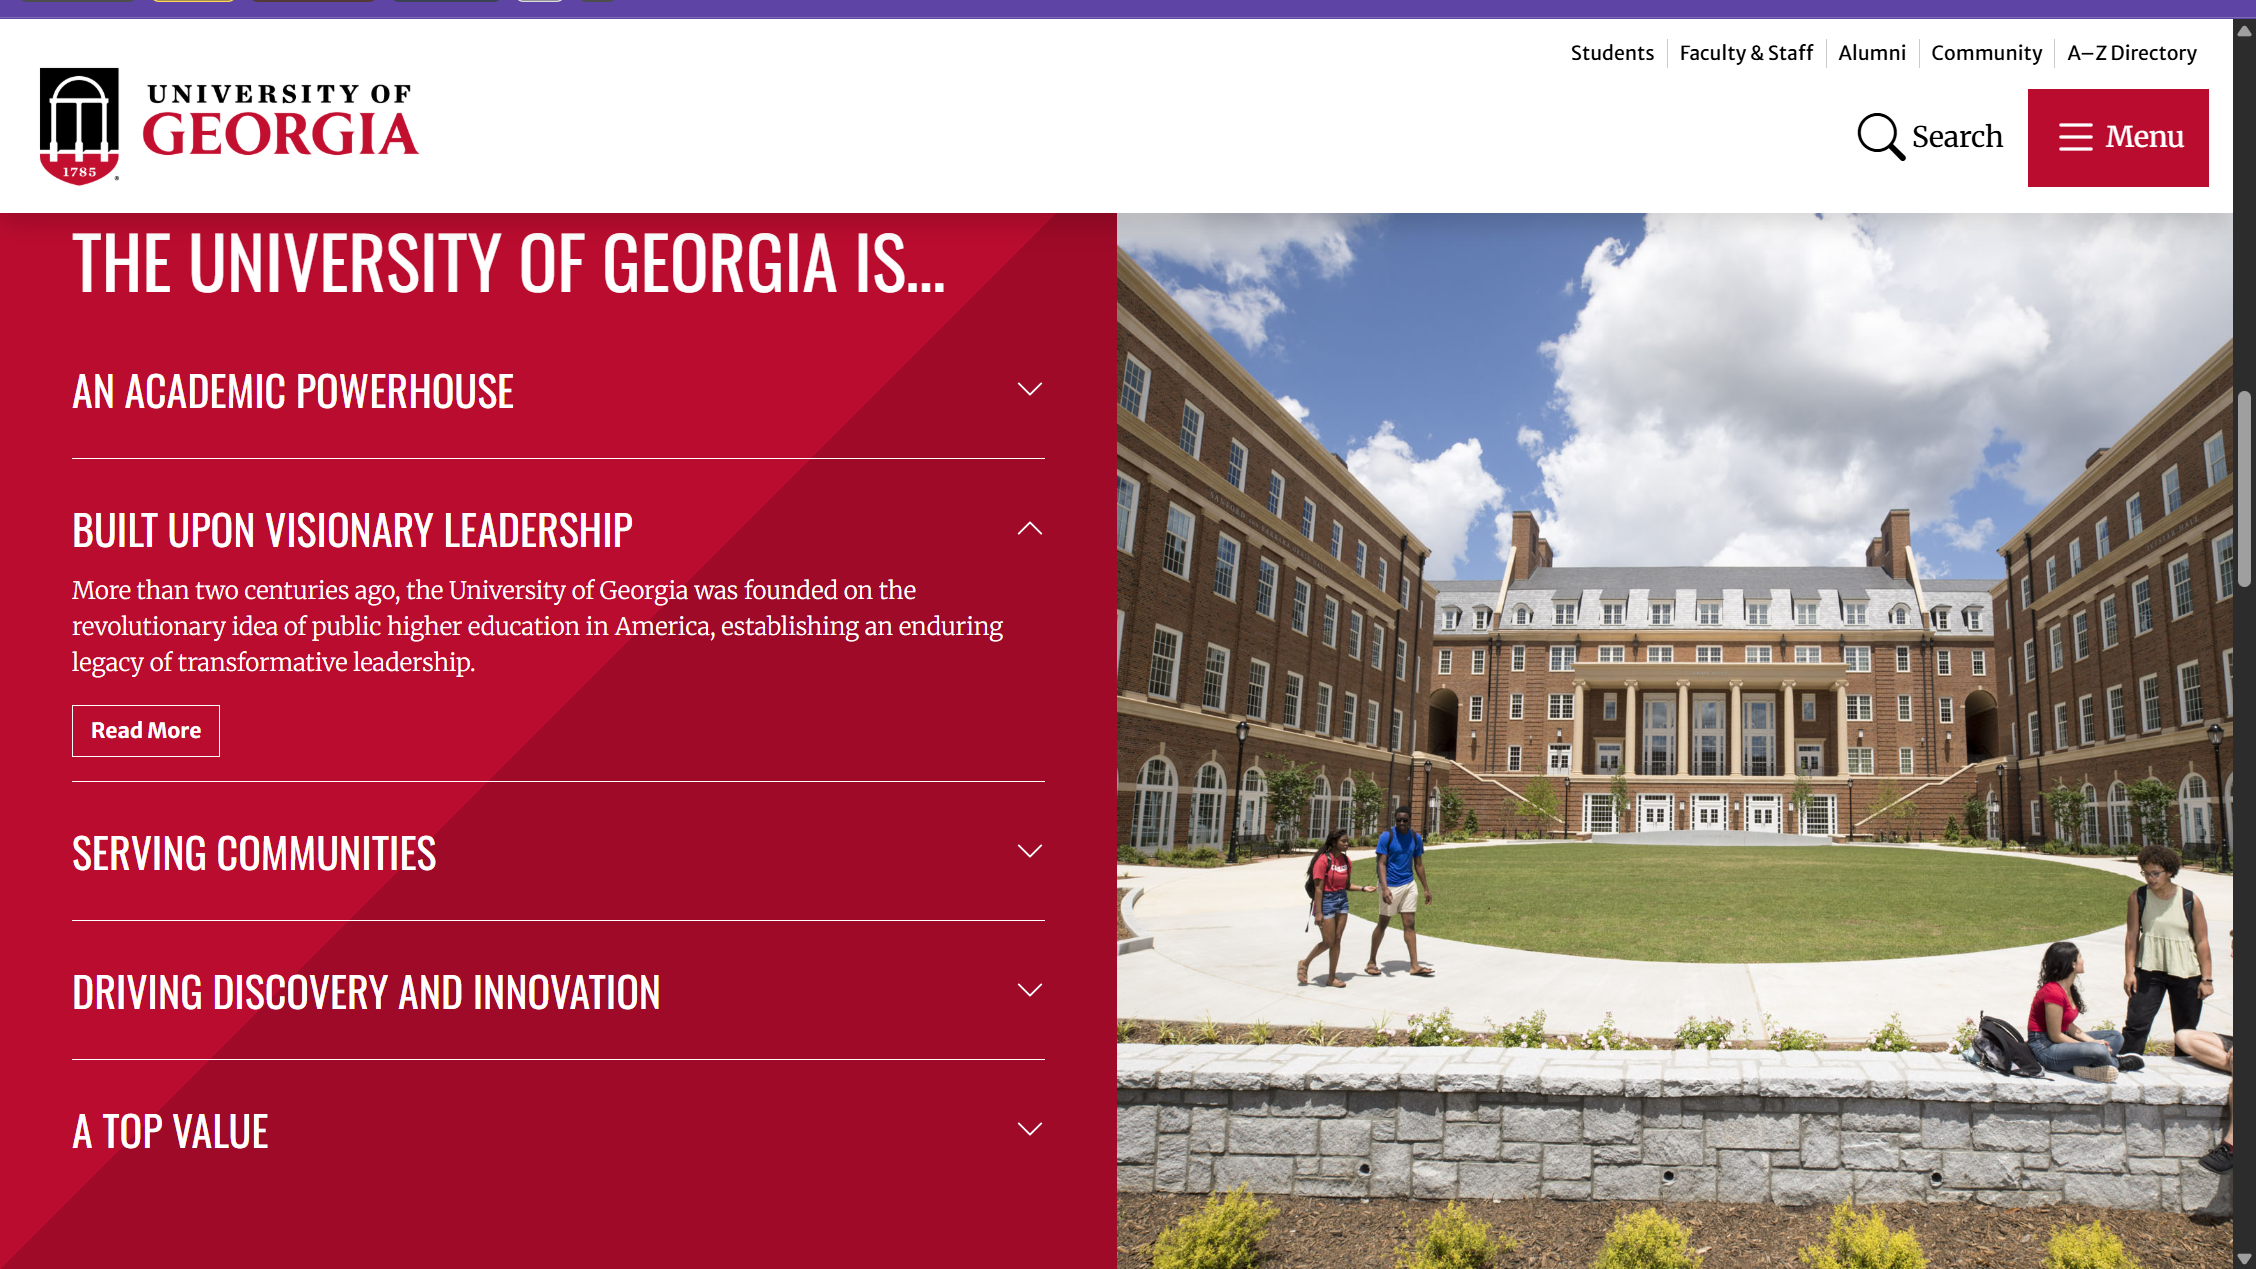 Students
Faculty & Staff
Alumni
Community
A–Z Directory
UNIVERSITY OF
GEORGIA
1785
Search
Menu
THE UNIVERSITY OF GEORGIA IS...
AN ACADEMIC POWERHOUSE
BUILT UPON VISIONARY LEADERSHIP
More than two centuries ago, the University of Georgia was founded on the
revolutionary idea of public higher education in America, establishing an enduring
legacy of transformative leadership.
Read More
SERVING COMMUNITIES
DRIVING DISCOVERY AND INNOVATION
A TOP VALUE